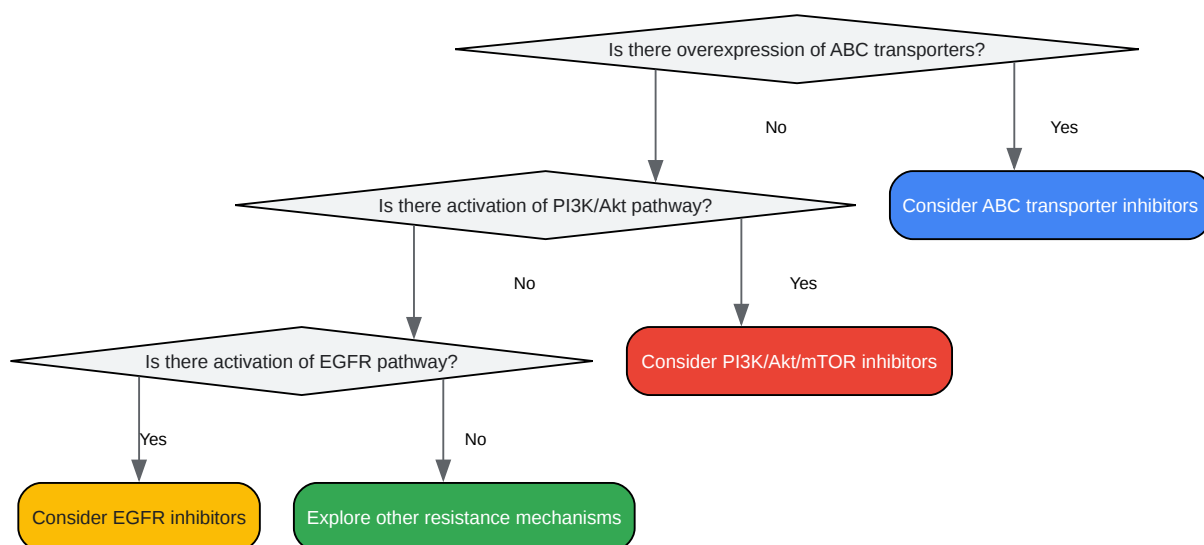 Is there overexpression of ABC transporters?
No
Yes
Is there activation of PI3K/Akt pathway?
Consider ABC transporter inhibitors
No
Yes
Is there activation of EGFR pathway?
Consider PI3K/Akt/mTOR inhibitors
Yes
No
Consider EGFR inhibitors
Explore other resistance mechanisms